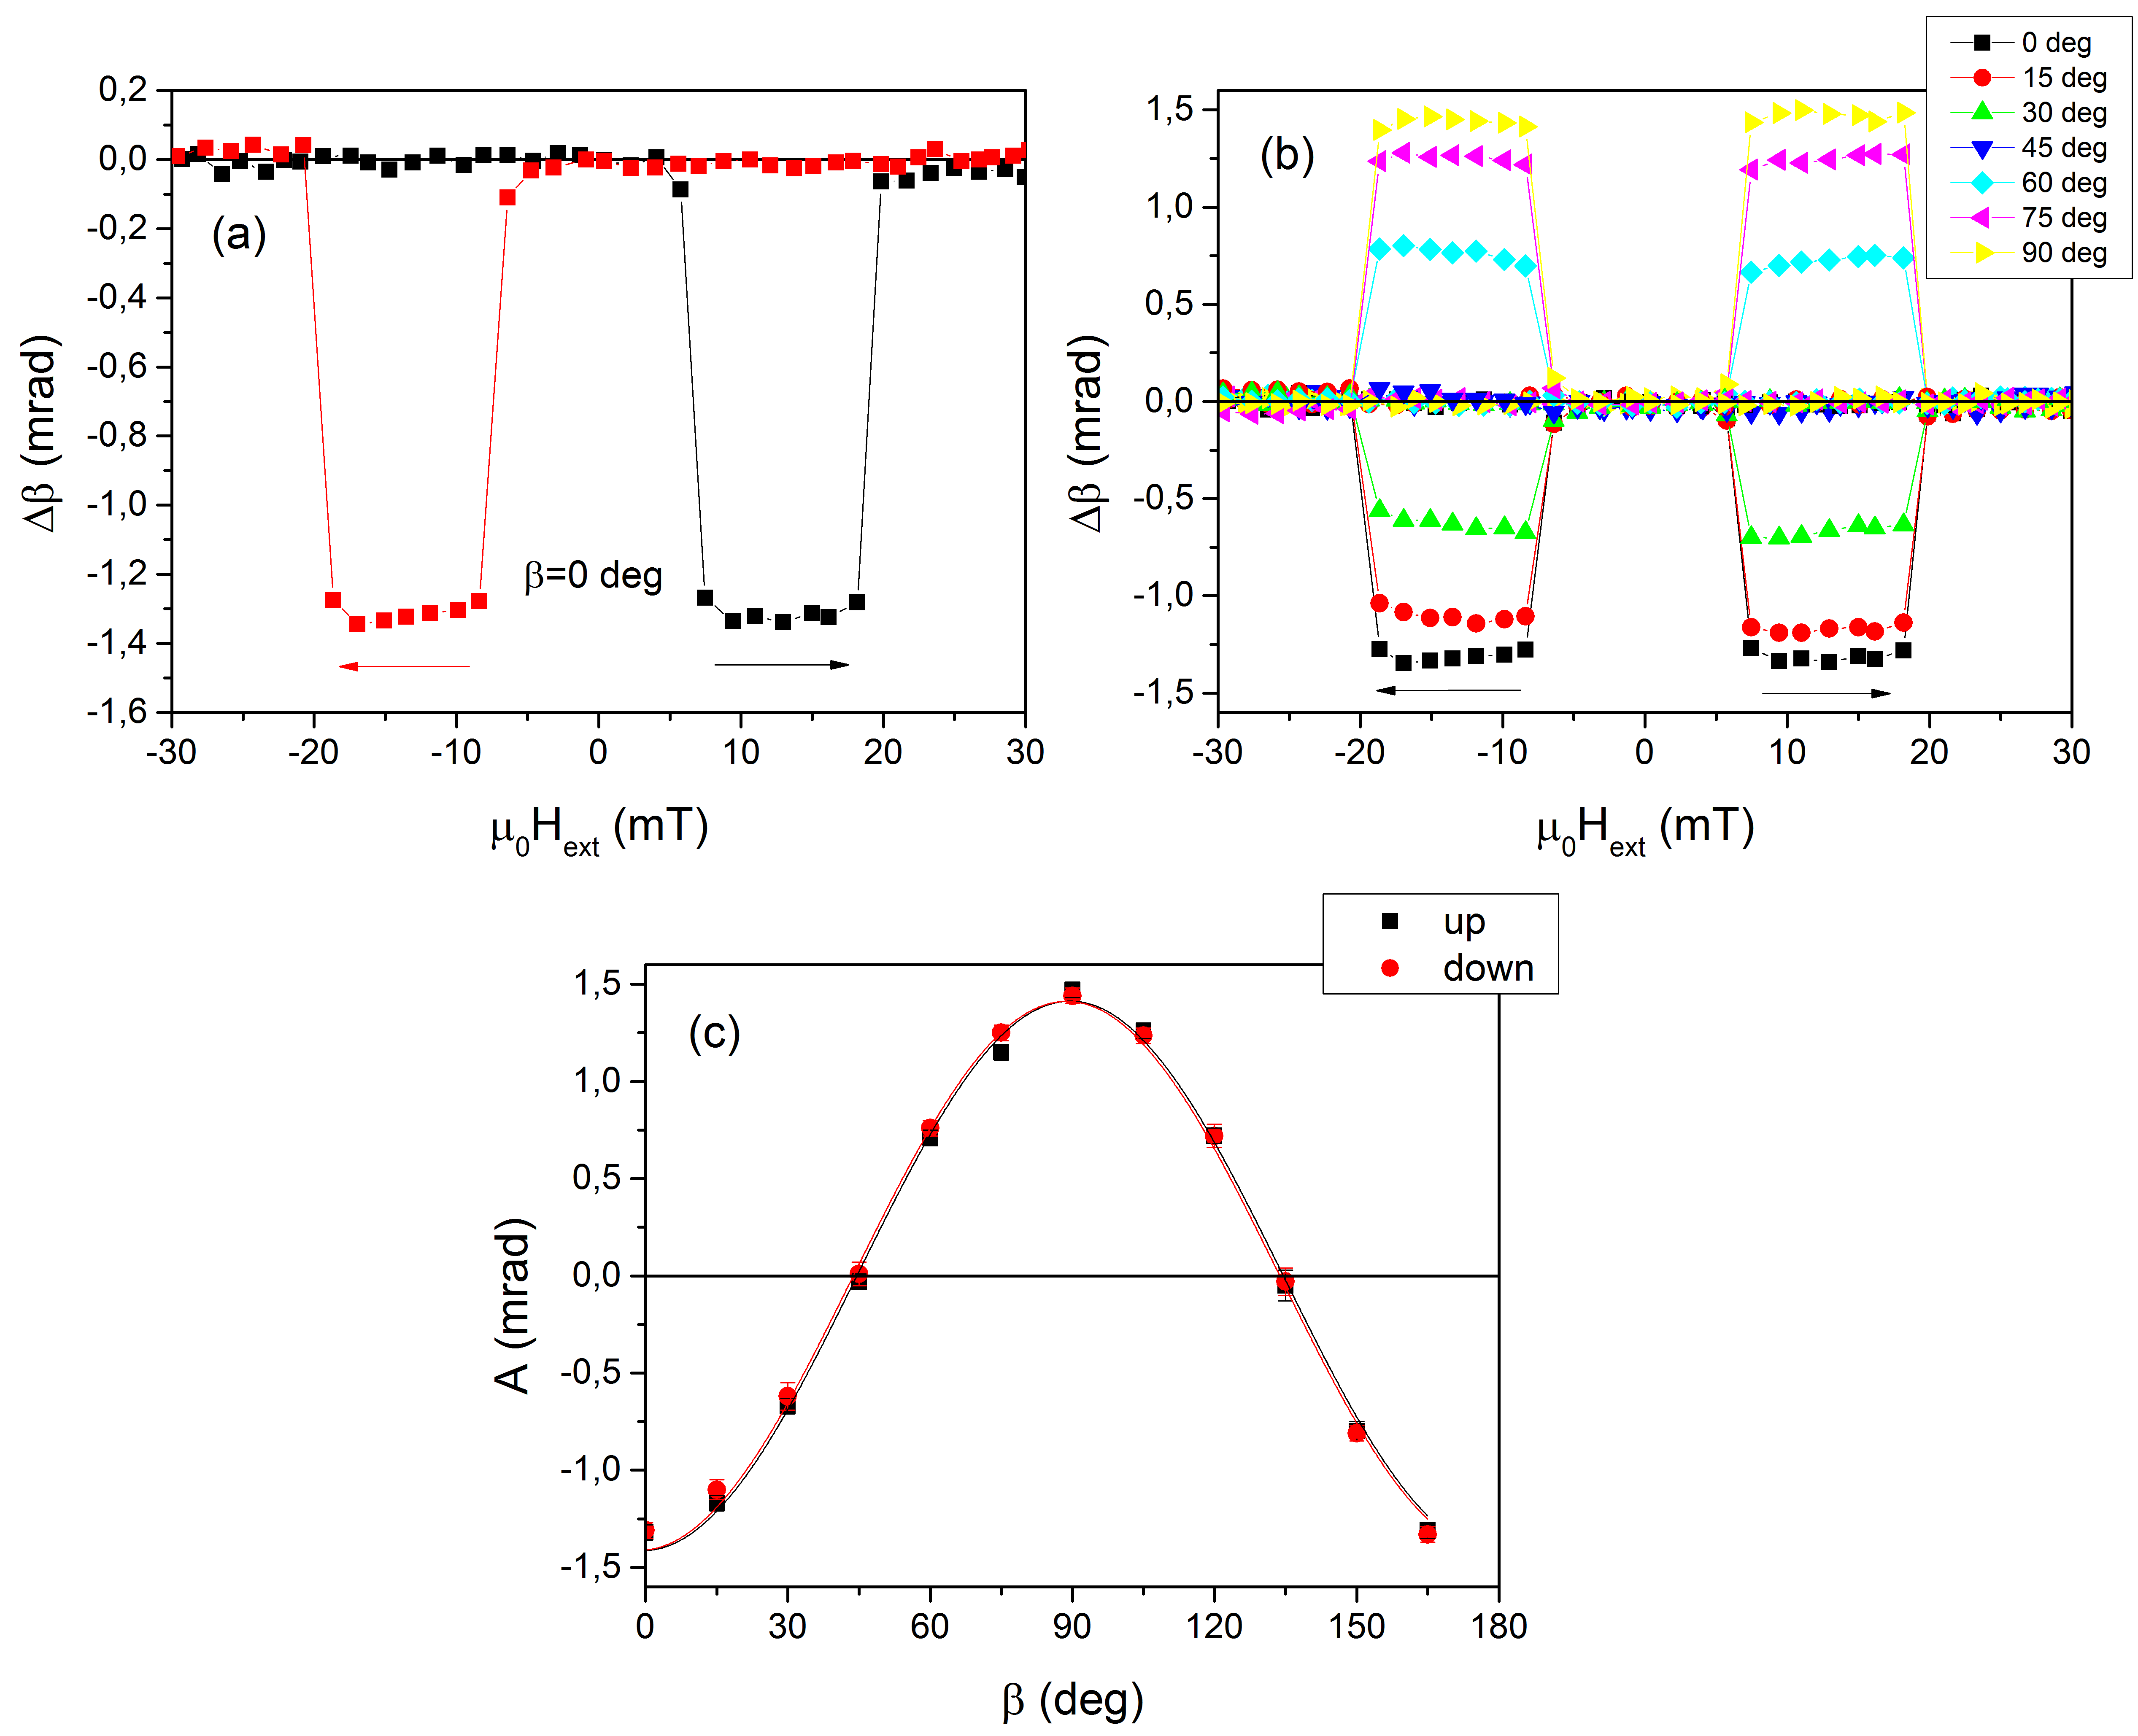 0,2
0,0
-0,2
-0,4
-0,6
-0,8
-1,0
-1,2
-1,4
-1,6
-30
-20
-10
0
10
20
30
(a)
β=0 deg
Δβ (mrad)
μ0Hext (mT)
0 deg
15 deg
30 deg
45 deg
60 deg
75 deg
90 deg
1,5
1,0
0,5
0,0
-0,5
-1,0
-1,5
-30
-20
-10
0
10
20
30
(b)
Δβ (mrad)
μ0Hext (mT)
up
down
1,5
1,0
0,5
0,0
-0,5
-1,0
-1,5
0
30
60
90
120
150
180
(c)
A (mrad)
β (deg)